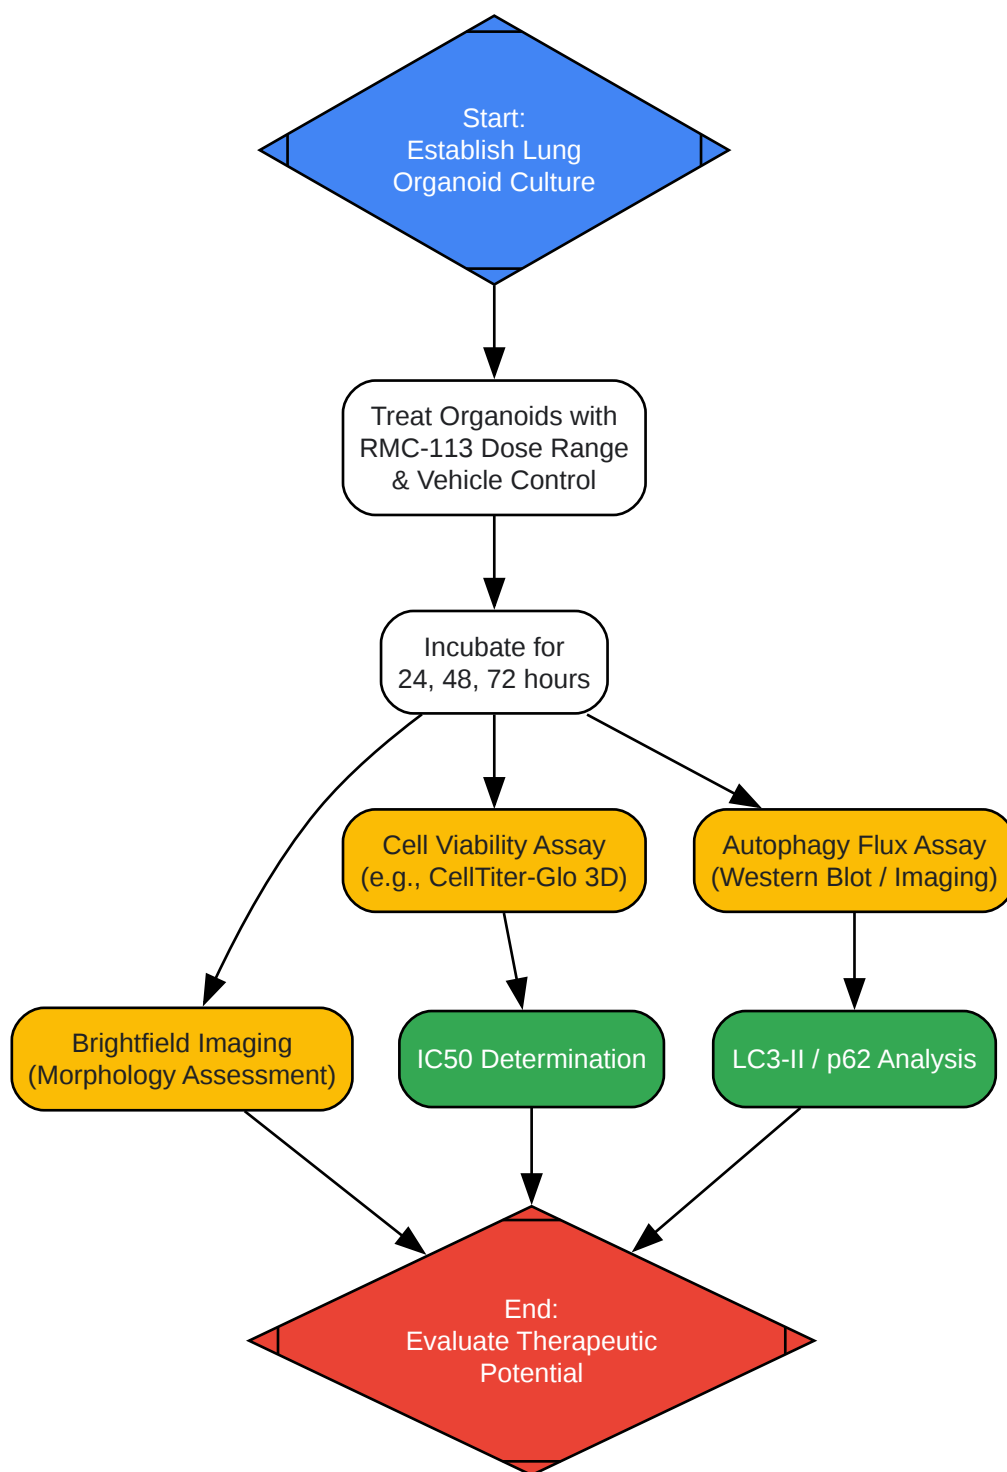 Start:
Establish Lung
Organoid Culture
Treat Organoids with
RMC-113 Dose Range
& Vehicle Control
Incubate for
24, 48, 72 hours
Cell Viability Assay
(e.g., CellTiter-Glo 3D)
Autophagy Flux Assay
(Western Blot / Imaging)
Brightfield Imaging
(Morphology Assessment)
IC50 Determination
LC3-II / p62 Analysis
End:
Evaluate Therapeutic
Potential